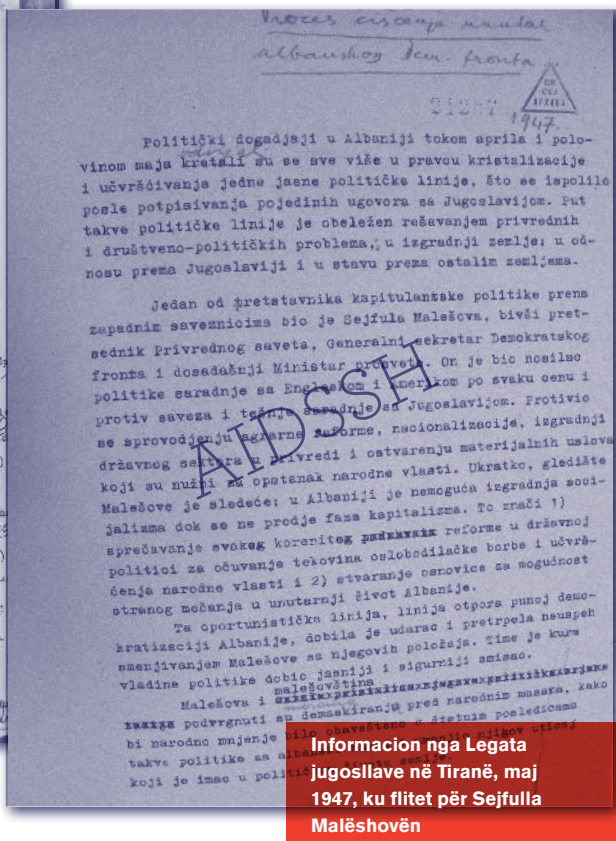 Proces čišćenja unutar
albanskog dem. fronta
21267
1947.
Politički dogadjaji u Albaniji tokom aprila i polo-
vinom maja kretali su se sve više u pravcu kristalizacije
i učvršćivanja jedne jasne političke linije, što se ispolilo
posle potpisivanja pojedinih ugovora sa Jugoslavijom. Put
takve političke linije je obeležen rešavanjem privrednih
i društveno-političkih problema, u izgradnji zemlje; u od-
nosu prema Jugoslaviji i u stavu prema ostalim zemljama.
Jedan od pretstavnika kapitulantske politike prema
zapadnim saveznicima bio je Sejfula Malešova, bivši pret-
sednik Privrednog saveta, Generalni sekretar Demokratskog
fronta i dosadašnji Ministar prosvete. On je bio nosilac
politike saradnje sa Engleskom i Amerikom po svaku cenu i
protiv saveza i tešnje saradnje sa Jugoslavijom. Protivio
se sprovodjenju agrarne reforme, nacionalizacije, izgradnji
državnog sektora u privredi i ostvarenju materijalnih uslova
koji su nužni za opstanak narodne vlasti. Ukratko, gledište
Malešove je sledeće: u Albaniji je nemoguća izgradnja soci-
jalizma dok se ne prodje faza kapitalizma. To znači 1)
sprečavanje svakog korenitog reforme u državnoj
politici za očuvanje tekovina oslobodilačke borbe i učvrš-
ćenja narodne vlasti i 2) stvaranje osnovice za mogućnost
stranog mešanja u unutarnji život Albanije.
Ta oportunistička linija, linija otpora punoj demo-
kratizaciji Albanije, dobila je udarac i pretrpela neuspeh
smenjivanjem Malešove sa njegovih položaja. Time je kurs
vladine politike dobio jasniji i sigurniji smisao.
malešovština
Malešova i
podvrgnuti su demaskiranju pred narodnim masama, kako
bi narodno mnjenje bilo obavešteno o štetnim posledicama
takve politike za njigov uticaj
koji je imao u zemlje.
AIDSSH
Informacion nga Legata
jugosllave në Tiranë, maj
1947, ku flitet për Sejfulla
Malëshovën